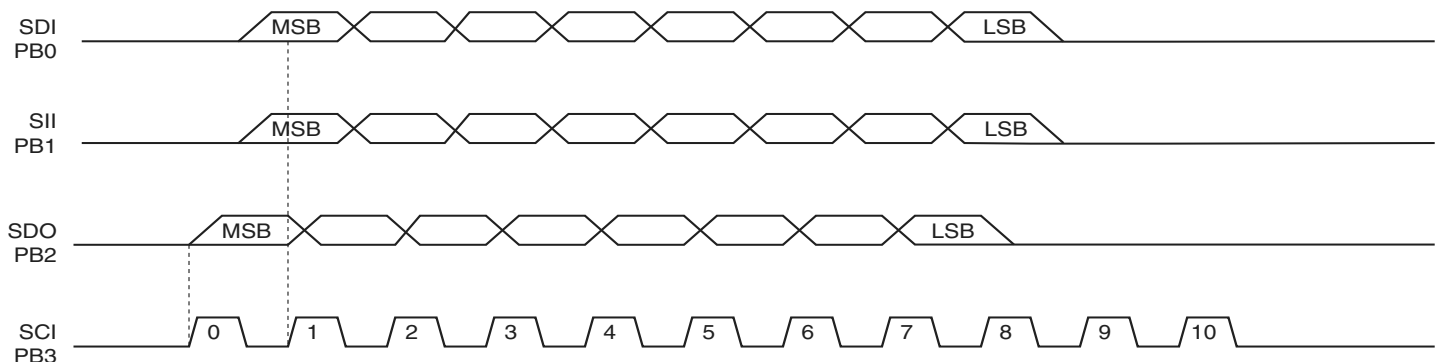 SDI
PB0
MSB
LSB
SII
PB1
MSB
LSB
SDO
PB2
MSB
LSB
SCI
PB3
0 1 2 3 4 5 6 7 8 9 10